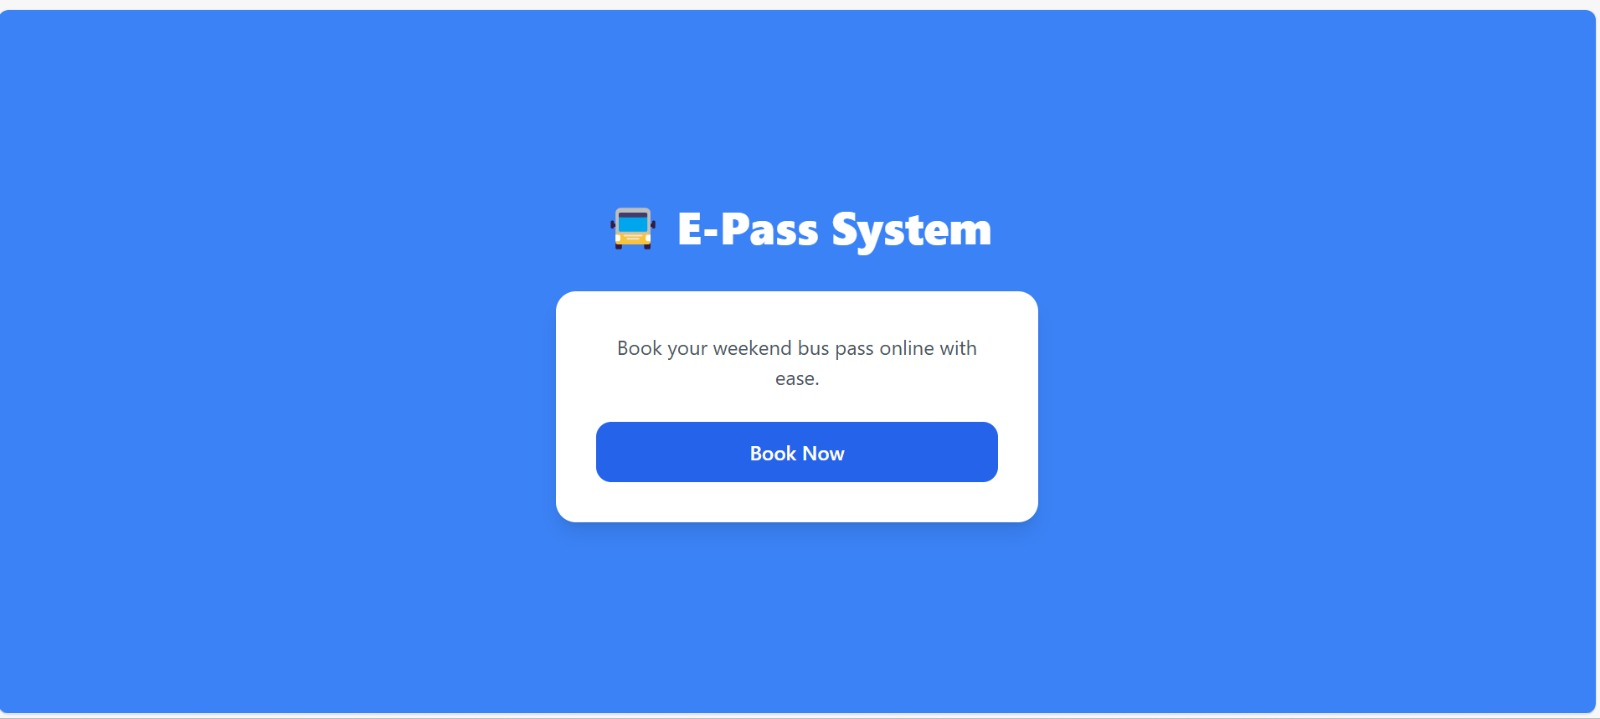 E-Pass System
Book your weekend bus pass online with
ease.
Book Now